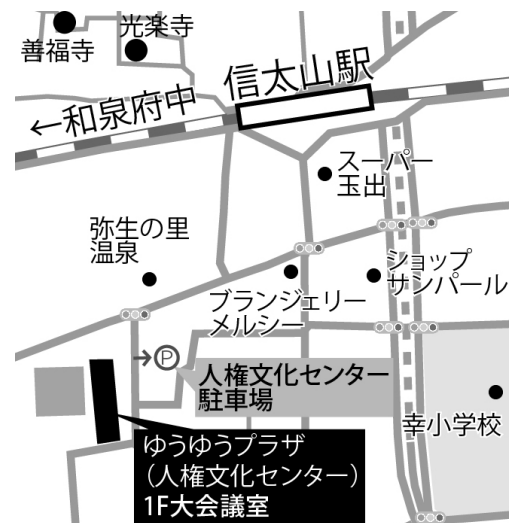 光楽寺
善福寺
信太山駅
←和泉府中
スーパー
玉出
弥生の里
温泉
ショップ
サンパール
ブランジェリー
メルシー
P
人権文化センター
駐車場
幸小学校
ゆうゆうプラザ
(人権文化センター)
1F大会議室